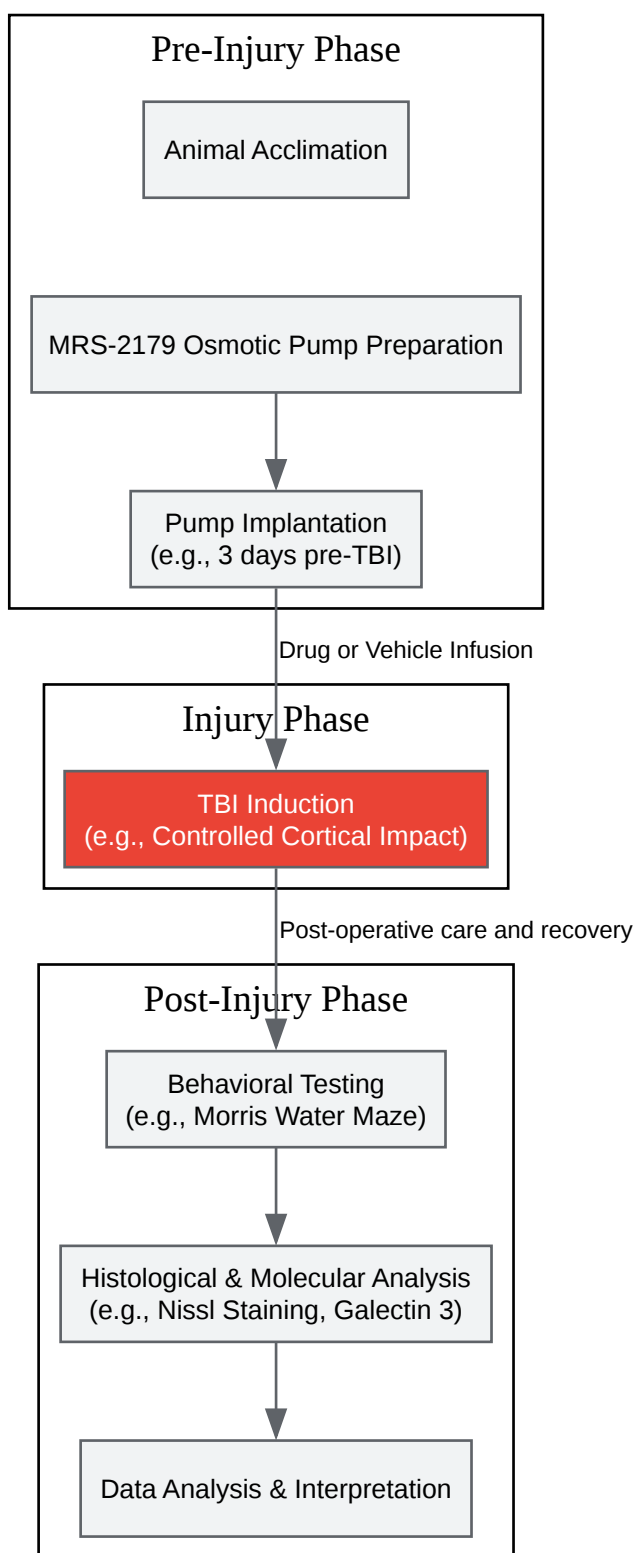 Pre-Injury Phase
Animal Acclimation
MRS-2179 Osmotic Pump Preparation
Pump Implantation
(e.g., 3 days pre-TBI)
Drug or Vehicle Infusion
Injury Phase
TBI Induction
(e.g., Controlled Cortical Impact)
Post-operative care and recovery
Post-Injury Phase
Behavioral Testing
(e.g., Morris Water Maze)
Histological & Molecular Analysis
(e.g., Nissl Staining, Galectin 3)
Data Analysis & Interpretation